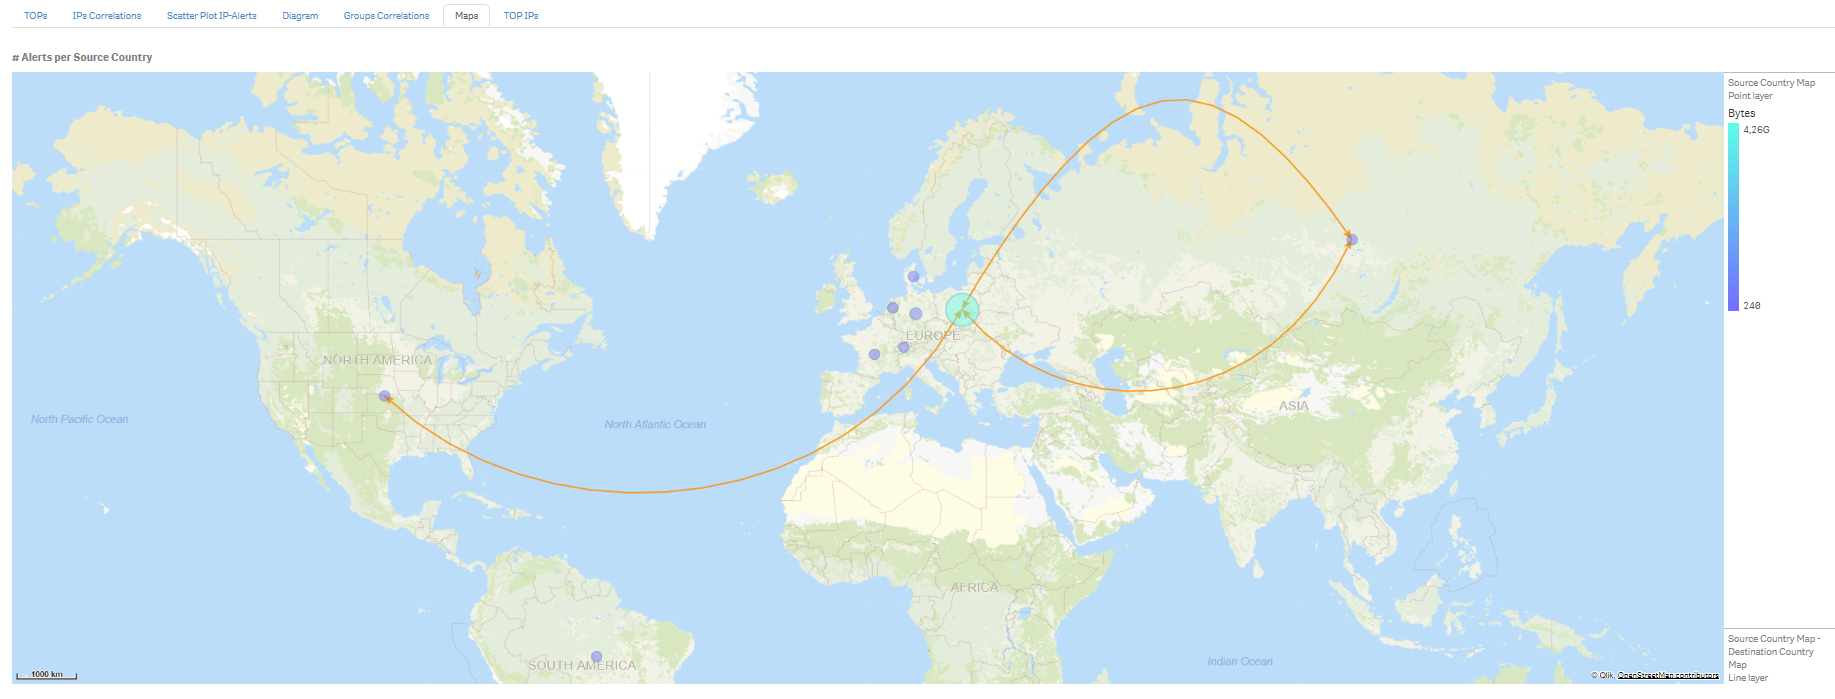 TOPs IPs Correlations Scatter Plot IP-Alerts Diagram Groups Correlations Maps TOP IPs
# Alerts per Source Country
Source Country Map
Point layer
Bytes
4,26G
240
EUROPE
NORTH AMERICA
North Pacific Ocean
North Atlantic Ocean
ASIA
AFRICA
SOUTH AMERICA
Indian Ocean
Source Country Map -
Destination Country
Map
Line layer
1000 km
© Qlik, OpenStreetMap contributors